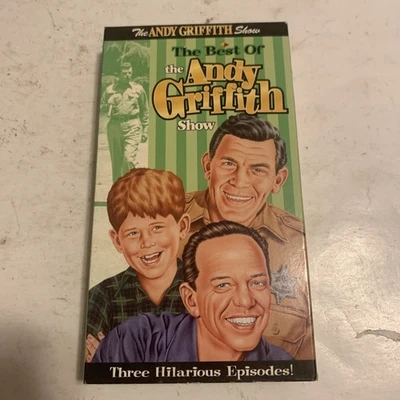 The ANDY GRIFFITH Show
The Best Of
the Andy
Griffith
Show
Three Hilarious Episodes!